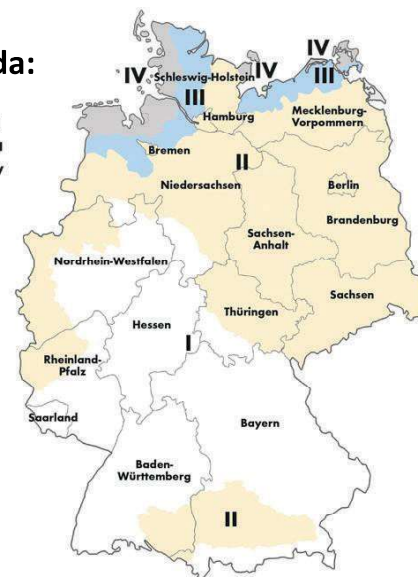 da:
IV
IV
IV
Schleswig-Holstein
III
III
Hamburg
Mecklenburg-
Vorpommern
Bremen
II
Niedersachsen
Berlin
Brandenburg
Sachsen-
Anhalt
Nordrhein-Westfalen
Sachsen
Thüringen
Hessen
I
Rheinland-
Pfalz
Saarland
Bayern
Baden-
Württemberg
II